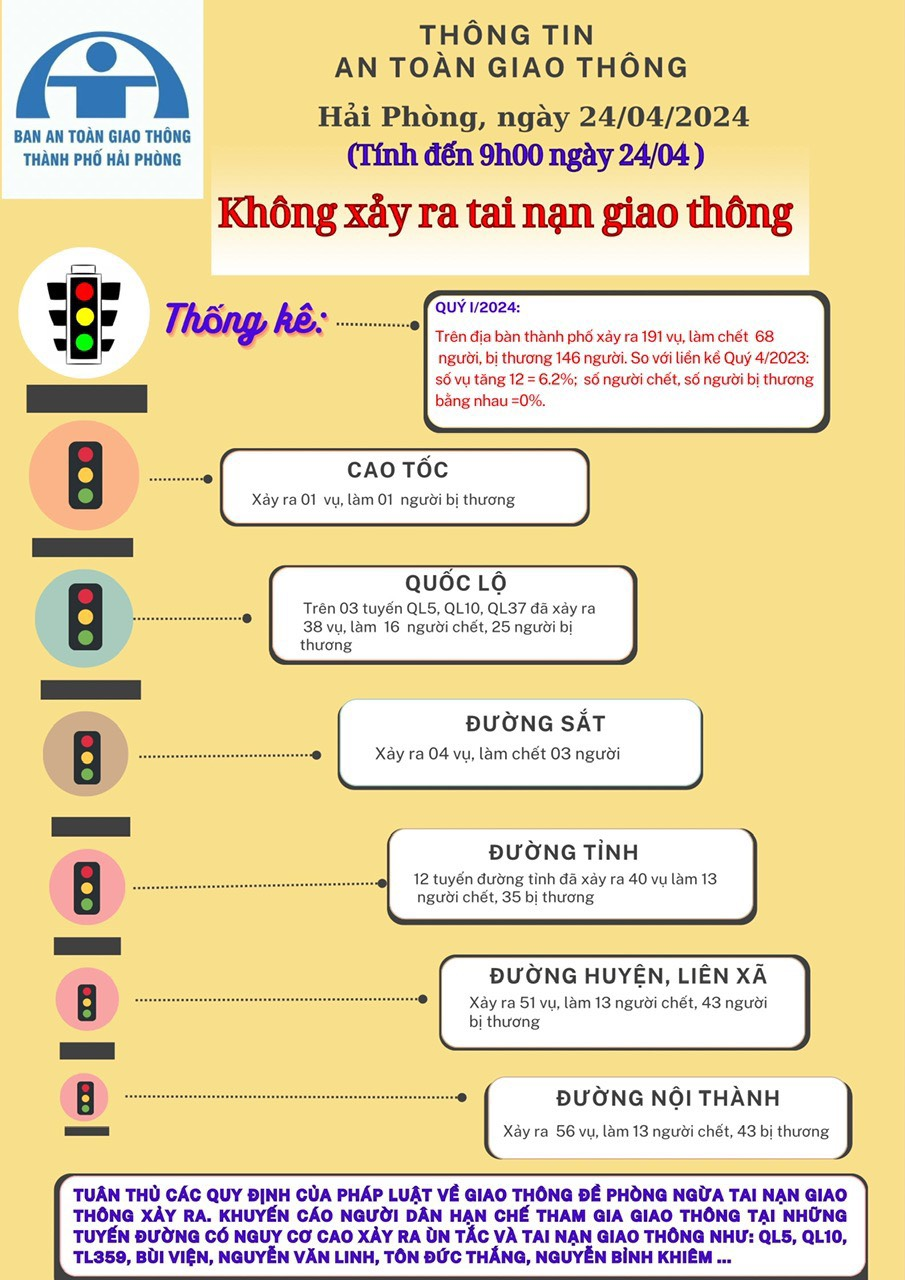 BAN AN TOÀN GIAO THÔNG
THÀNH PHỐ HẢI PHÒNG
THÔNG TIN
AN TOÀN GIAO THÔNG
Hải Phòng, ngày 24/04/2024
(Tính đến 9h00 ngày 24/04 )
Không xảy ra tai nạn giao thông
Thống kê:
QUÝ I/2024:
Trên địa bàn thành phố xảy ra 191 vụ, làm chết 68
người, bị thương 146 người. So với liền kề Quý 4/2023:
số vụ tăng 12 = 6.2%; số người chết, số người bị thương
bằng nhau =0%.
CAO TỐC
Xảy ra 01 vụ, làm 01 người bị thương
QUỐC LỘ
Trên 03 tuyến QL5, QL10, QL37 đã xảy ra
38 vụ, làm 16 người chết, 25 người bị
thương
ĐƯỜNG SẮT
Xảy ra 04 vụ, làm chết 03 người
ĐƯỜNG TỈNH
12 tuyến đường tỉnh đã xảy ra 40 vụ làm 13
người chết, 35 bị thương
ĐƯỜNG HUYỆN, LIÊN XÃ
Xảy ra 51 vụ, làm 13 người chết, 43 người
bị thương
ĐƯỜNG NỘI THÀNH
Xảy ra 56 vụ, làm 13 người chết, 43 bị thương
TUÂN THỦ CÁC QUY ĐỊNH CỦA PHÁP LUẬT VỀ GIAO THÔNG ĐỀ PHÒNG NGỪA TAI NẠN GIAO
THÔNG XẢY RA. KHUYẾN CÁO NGƯỜI DÂN HẠN CHẾ THAM GIA GIAO THÔNG TẠI NHỮNG
TUYẾN ĐƯỜNG CÓ NGUY CƠ CAO XẢY RA ÙN TẮC VÀ TAI NẠN GIAO THÔNG NHƯ: QL5, QL10,
TL359, BÙI VIỆN, NGUYỄN VĂN LINH, TÔN ĐỨC THẮNG, NGUYỄN BỈNH KHIÊM ...